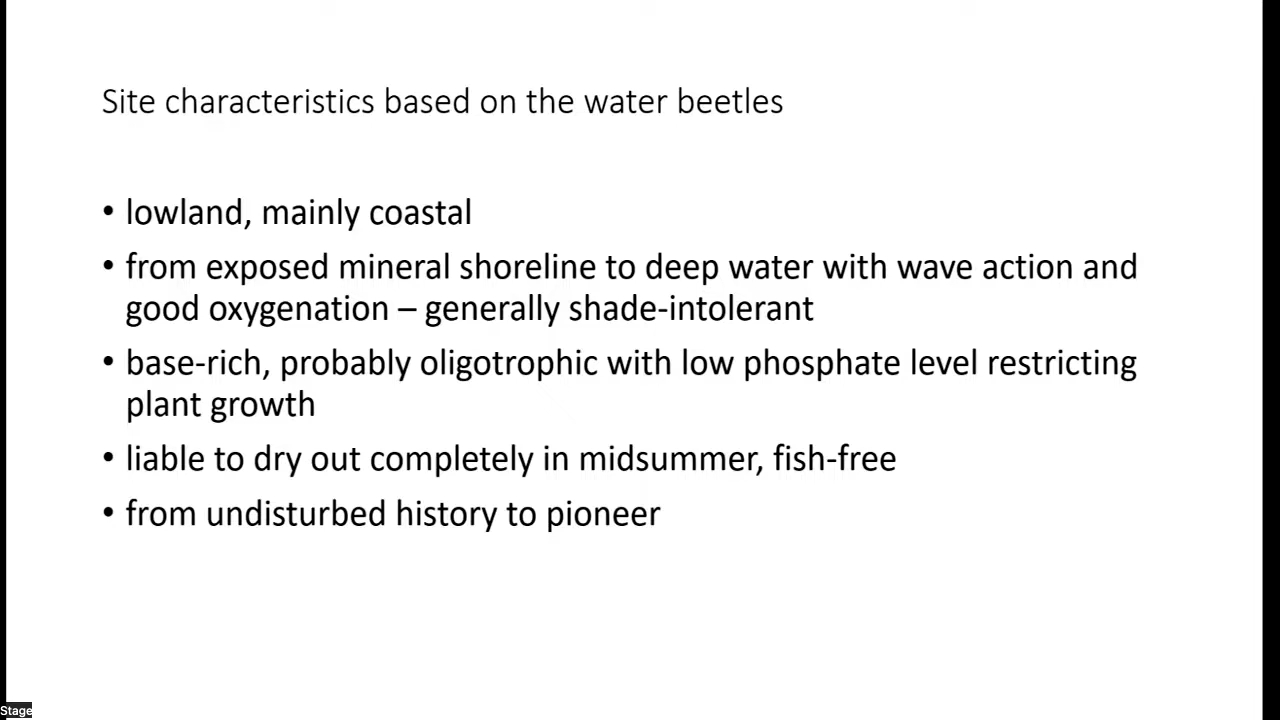 Site characteristics based on the water beetles
• lowland, mainly coastal
• from exposed mineral shoreline to deep water with wave action and
good oxygenation – generally shade-intolerant
• base-rich, probably oligotrophic with low phosphate level restricting
plant growth
• liable to dry out completely in midsummer, fish-free
• from undisturbed history to pioneer
Stage